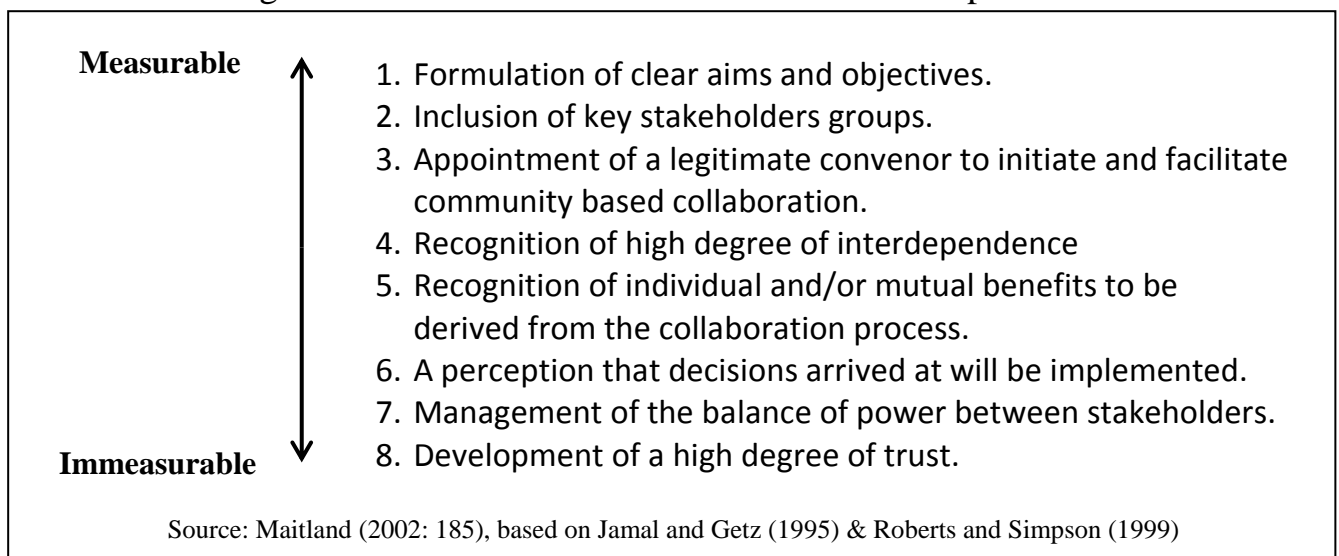 Measurable
1. Formulation of clear aims and objectives.
2. Inclusion of key stakeholders groups.
3. Appointment of a legitimate convenor to initiate and facilitate
community based collaboration.
4. Recognition of high degree of interdependence
5. Recognition of individual and/or mutual benefits to be
derived from the collaboration process.
6. A perception that decisions arrived at will be implemented.
7. Management of the balance of power between stakeholders.
Immeasurable
8. Development of a high degree of trust.
Source: Maitland (2002: 185), based on Jamal and Getz (1995) & Roberts and Simpson (1999)